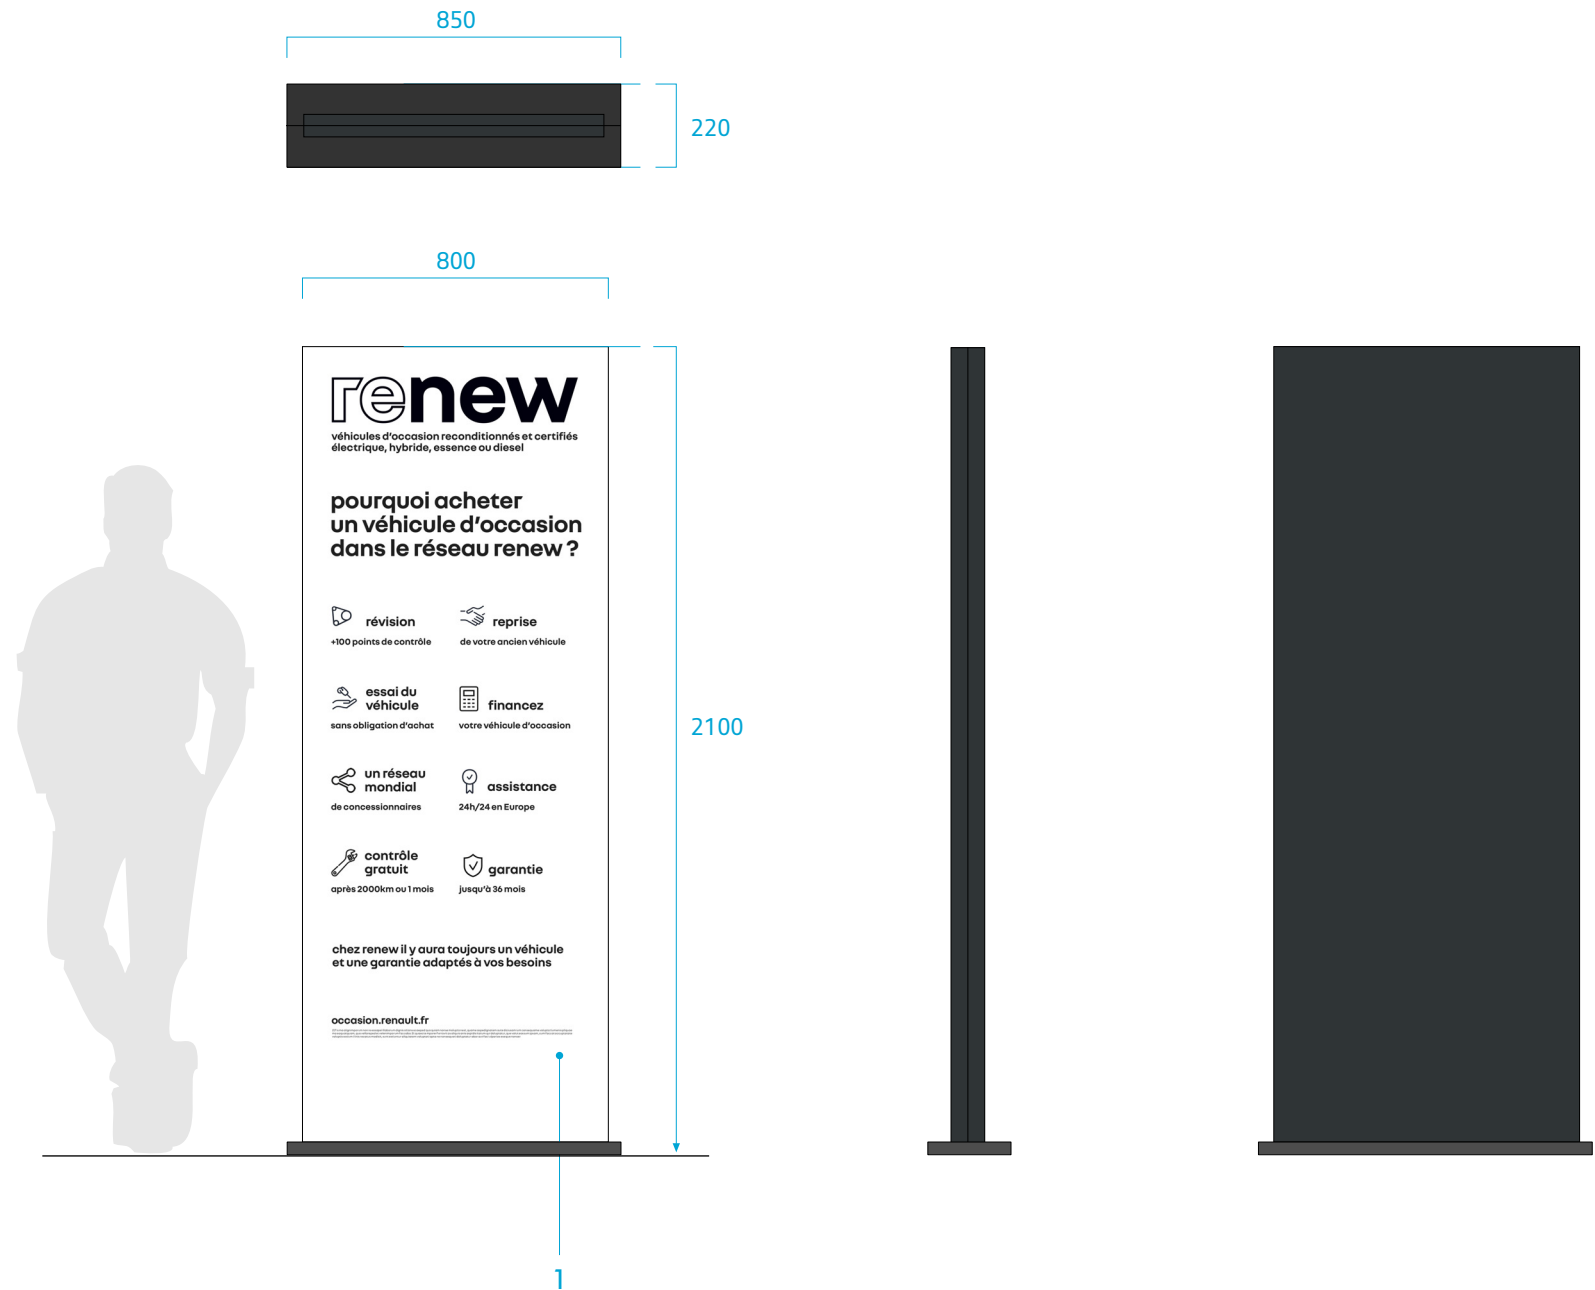 850
220
800
renew
véhicules d'occasion reconditionnés et certifiés
électrique, hybride, essence ou diesel
pourquoi acheter
un véhicule d'occasion
dans le réseau renew ?
révision
+100 points de contrôle
reprise
de votre ancien véhicule
essai du
véhicule
sans obligation d'achat
financez
votre véhicule d'occasion
2100
un réseau
mondial
de concessionnaires
assistance
24h/24 en Europe
contrôle
gratuit
après 2000km ou 1 mois
garantie
jusqu'à 36 mois
chez renew il y aura toujours un véhicule
et une garantie adaptés à vos besoins
occasion.renault.fr
1